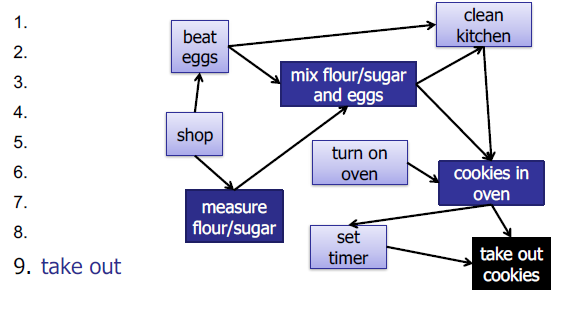 1.
2.
3.
4.
5.
6.
7.
8.
9. take out
beat
eggs
clean
kitchen
mix flour/sugar
and eggs
shop
turn on
oven
cookies in
oven
measure
flour/sugar
set
timer
take out
cookies